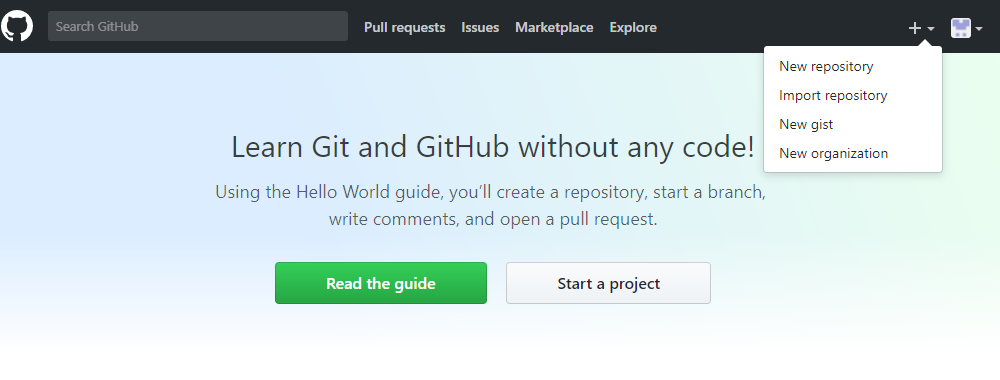 Search GitHub
Pull requests
Issues
Marketplace
Explore
New repository
Import repository
New gist
New organization
Learn Git and GitHub without any code!
Using the Hello World guide, you’ll create a repository, start a branch,
write comments, and open a pull request.
Read the guide
Start a project